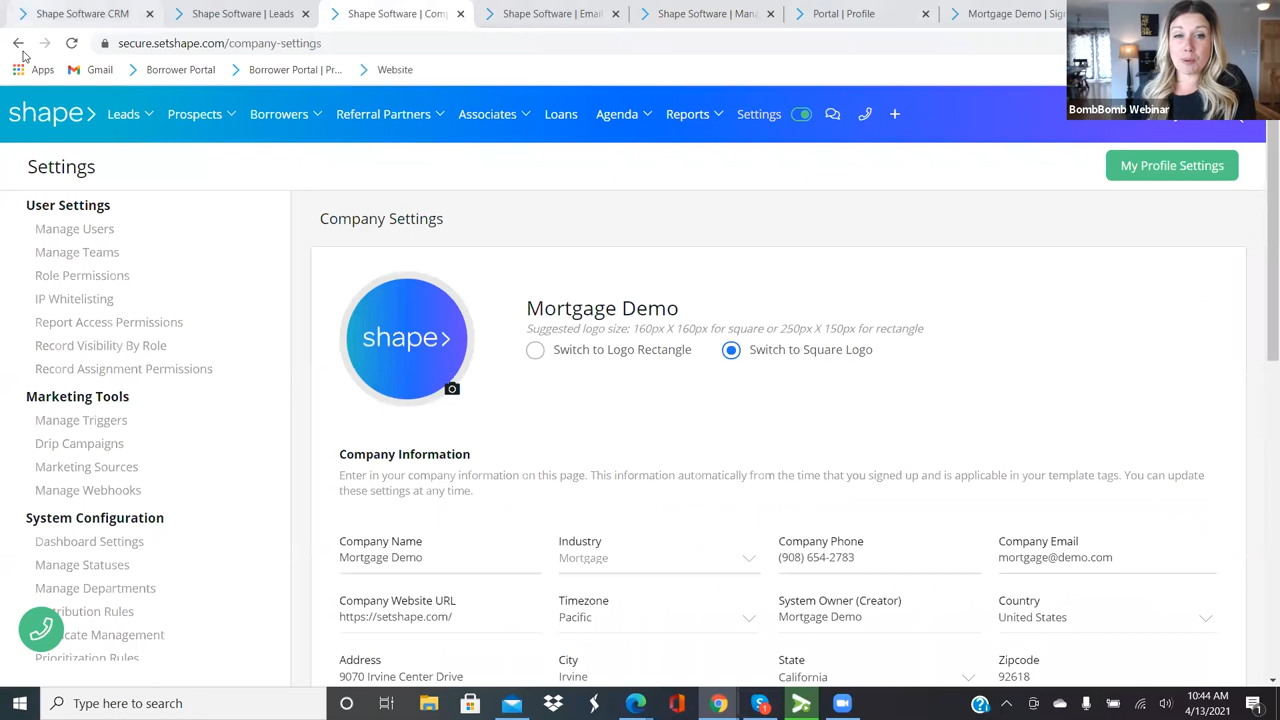 Shape Software CRM
Shape Software | Leads
Shape Software | Com
Shape Software | Email
Shape Software | Mana
Portal | Profile
Mortgage Demo | Sig
secure.setshape.com/company-settings
Apps
Gmail
Borrower Portal
Borrower Portal | Pr...
Website
BombBomb Webinar
shape>
Leads
Prospects
Borrowers
Referral Partners
Associates
Loans
Agenda
Reports
Settings
Settings
My Profile Settings
User Settings
Manage Users
Manage Teams
Role Permissions
IP Whitelisting
Report Access Permissions
Record Visibility By Role
Record Assignment Permissions
Marketing Tools
Manage Triggers
Drip Campaigns
Marketing Sources
Manage Webhooks
System Configuration
Dashboard Settings
Manage Statuses
Manage Departments
tribution Rules
icate Management
Prioritization Rules
Company Settings
shape>
Mortgage Demo
Suggested logo size: 160px X 160px for square or 250px X 150px for rectangle
Switch to Logo Rectangle
Switch to Square Logo
Company Information
Enter in your company information on this page. This information automatically from the time that you signed up and is applicable in your template tags. You can update
these settings at any time.
Company Name
Mortgage Demo
Industry
Mortgage
Company Phone
(908) 654-2783
Company Email
mortgage@demo.com
Company Website URL
https://setshape.com/
Timezone
Pacific
System Owner (Creator)
Mortgage Demo
Country
United States
Address
9070 Irvine Center Drive
City
Irvine
State
California
Zipcode
92618
Type here to search
10:44 AM
4/13/2021